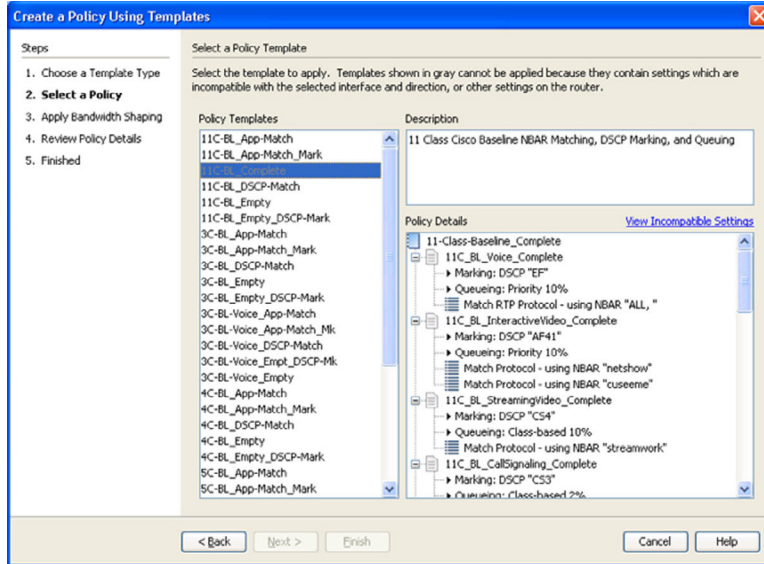 Create a Policy Using Templates
Steps
1. Choose a Template Type
2. Select a Policy
3. Apply Bandwidth Shaping
4. Review Policy Details
5. Finished
Select a Policy Template
Select the template to apply. Templates shown in gray cannot be applied because they contain settings which are
incompatible with the selected interface and direction, or other settings on the router.
Policy Templates
11C-BL_App-Match
11C-BL_App-Match_Mark
11C-BL_Complete
11C-BL_DSCP-Match
11C-BL_Empty
11C-BL_Empty_DSCP-Mark
3C-BL_App-Match
3C-BL_App-Match_Mark
3C-BL_DSCP-Match
3C-BL_Empty
3C-BL_Empty_DSCP-Mark
3C-BL-Voice_App-Match
3C-BL-Voice_App-Match_Mk
3C-BL-Voice_DSCP-Match
3C-BL-Voice_Empt_DSCP-Mk
3C-BL-Voice_Empty
4C-BL_App-Match
4C-BL_App-Match_Mark
4C-BL_DSCP-Match
4C-BL_Empty
4C-BL_Empty_DSCP-Mark
5C-BL_App-Match
5C-BL_App-Match_Mark
Description
11 Class Cisco Baseline NBAR Matching, DSCP Marking, and Queuing
Policy Details
View Incompatible Settings
11-Class-Baseline_Complete
11C_BL_Voice_Complete
Marking: DSCP "EF"
Queueing: Priority 10%
Match RTP Protocol - using NBAR "ALL, "
11C_BL_InteractiveVideo_Complete
Marking: DSCP "AF41"
Queueing: Priority 10%
Match Protocol - using NBAR "netshow"
Match Protocol - using NBAR "cuseeme"
11C_BL_StreamingVideo_Complete
Marking: DSCP "CS4"
Queueing: Class-based 10%
Match Protocol - using NBAR "streamwork"
11C_BL_CallSignaling_Complete
Marking: DSCP "CS3"
Queueing: Class-based 2%
< Back
Next >
Finish
Cancel
Help